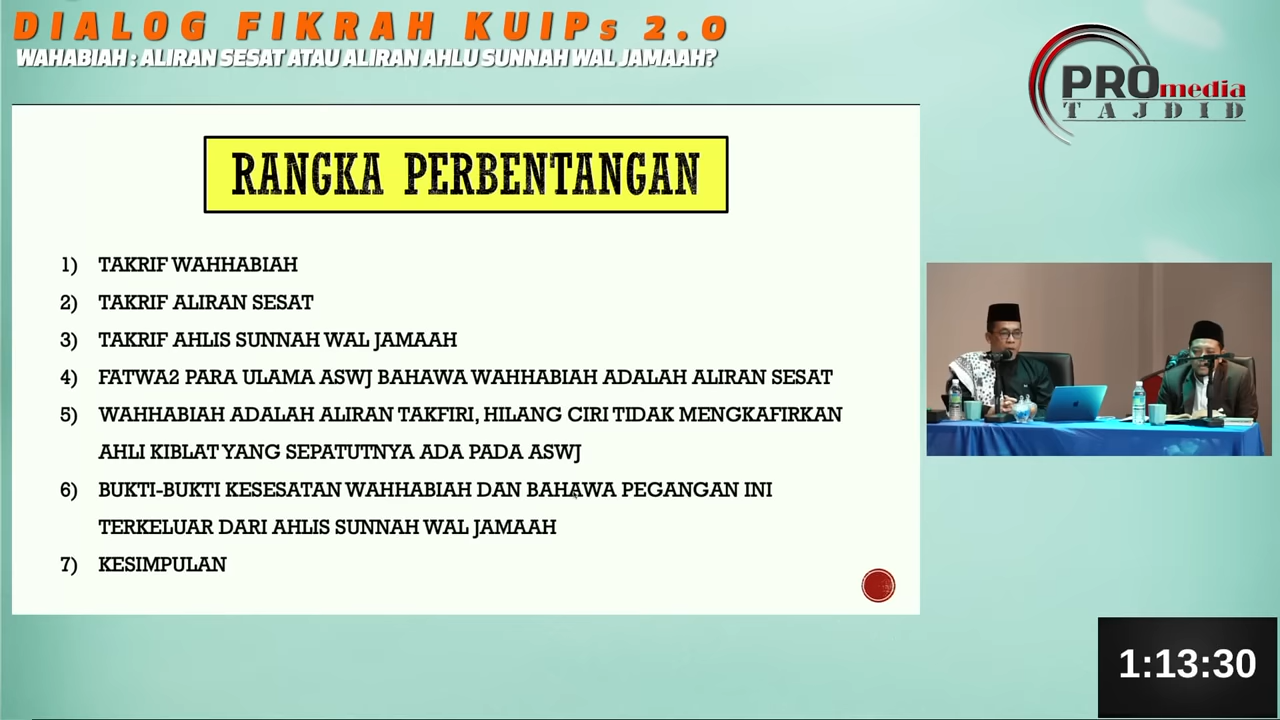 DIALOG FIKRAH KUIPs 2.0
WAHABIAH : ALIRAN SESAT ATAU ALIRAN AHLU SUNNAH WAL JAMAAH?
PROmedia
TAJDID
RANGKA PERBENTANGAN
1) TAKRIF WAHHABIAH
2) TAKRIF ALIRAN SESAT
3) TAKRIF AHLIS SUNNAH WAL JAMAAH
4) FATWA2 PARA ULAMA ASWJ BAHAWA WAHHABIAH ADALAH ALIRAN SESAT
5) WAHHABIAH ADALAH ALIRAN TAKFIRI, HILANG CIRI TIDAK MENGKAFIRKAN
AHLI KIBLAT YANG SEPATUTNYA ADA PADA ASWJ
6) BUKTI-BUKTI KESESATAN WAHHABIAH DAN BAHAWA PEGANGAN INI
TERKELUAR DARI AHLIS SUNNAH WAL JAMAAH
7) KESIMPULAN
1:13:30